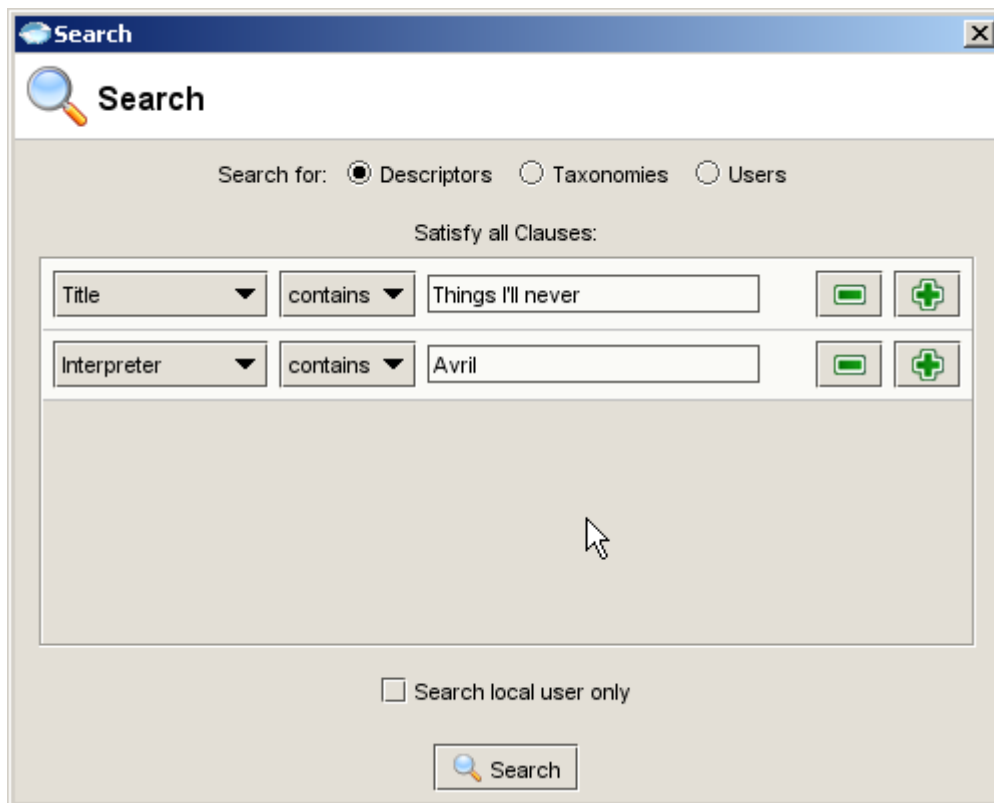 Search
Search
Search for: Descriptors Taxonomies Users
Satisfy all Clauses:
Title contains Things I'll never
Interpreter contains Avril
Search local user only
Search